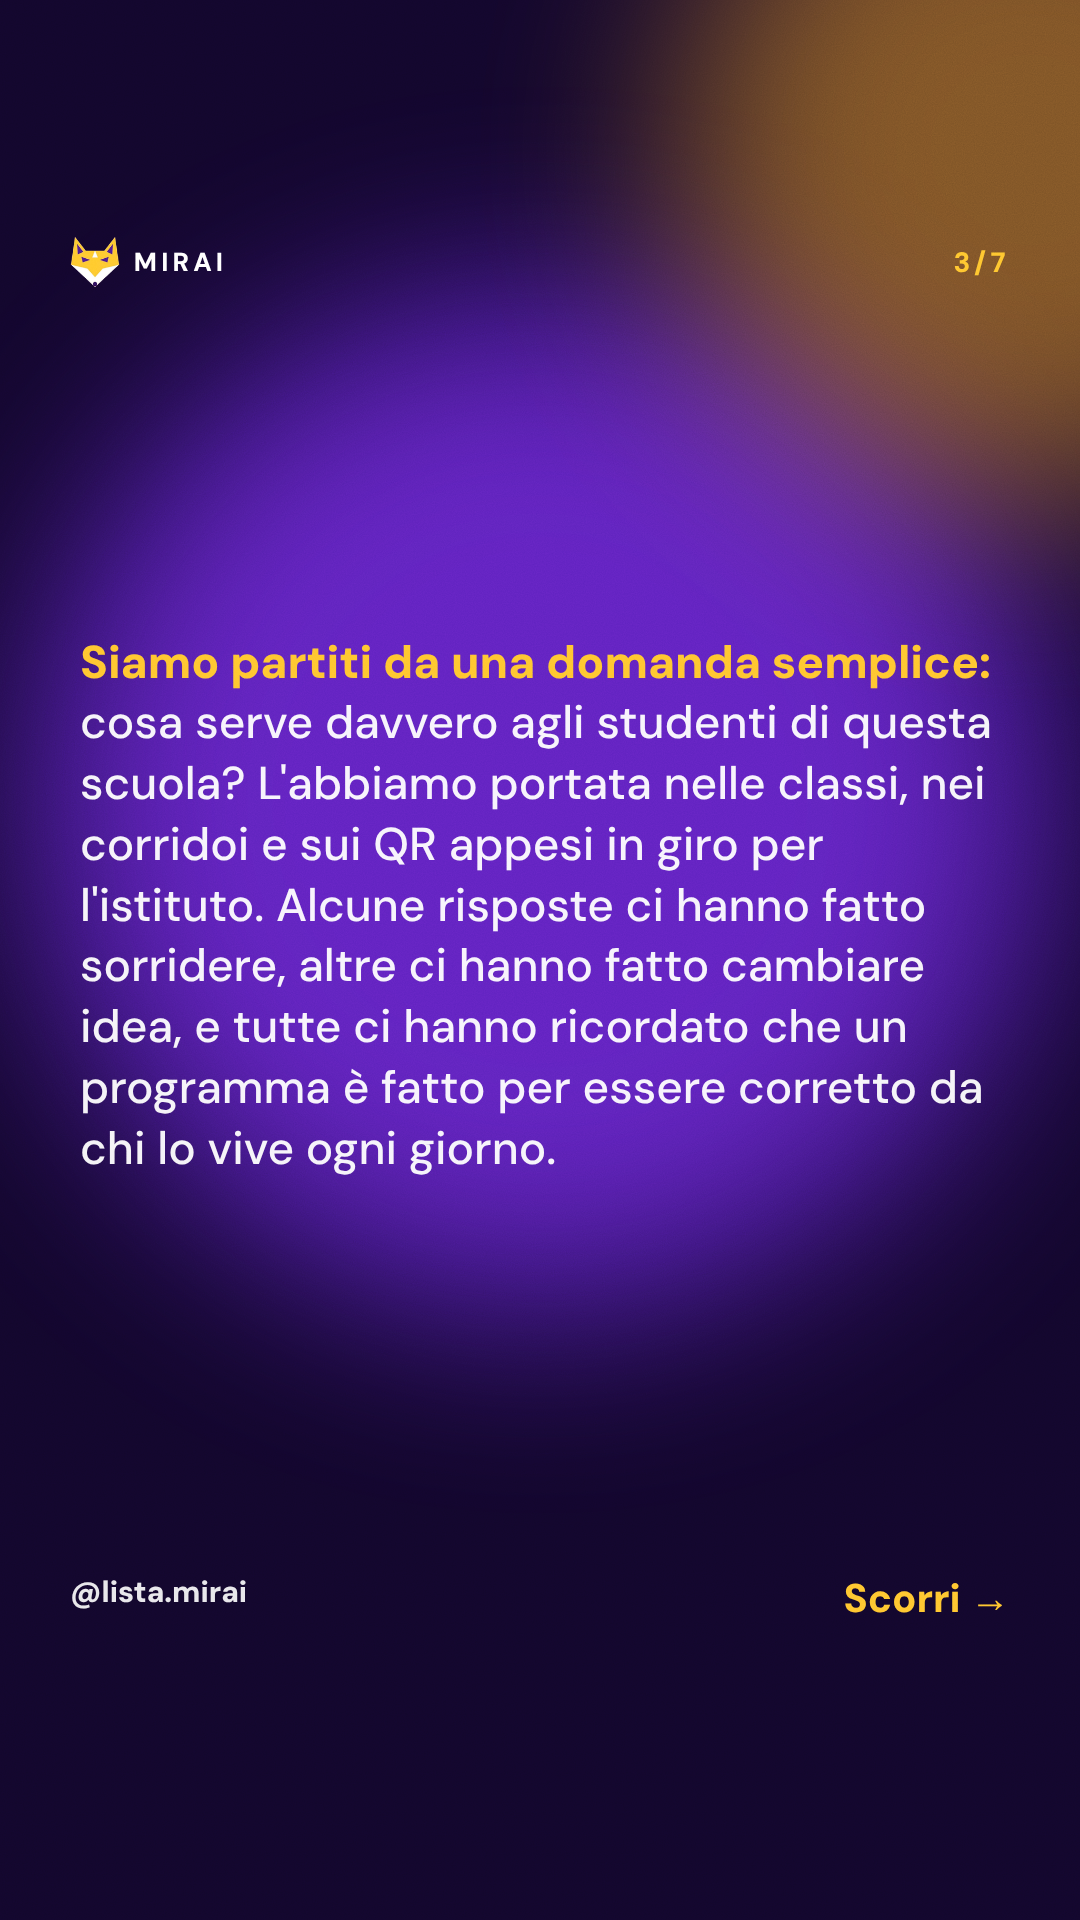 MIRAI
3/7
Siamo partiti da una domanda semplice:
cosa serve davvero agli studenti di questa
scuola? L'abbiamo portata nelle classi, nei
corridoi e sui QR appesi in giro per
l'istituto. Alcune risposte ci hanno fatto
sorridere, altre ci hanno fatto cambiare
idea, e tutte ci hanno ricordato che un
programma è fatto per essere corretto da
chi lo vive ogni giorno.
@lista.mirai
Scorri →